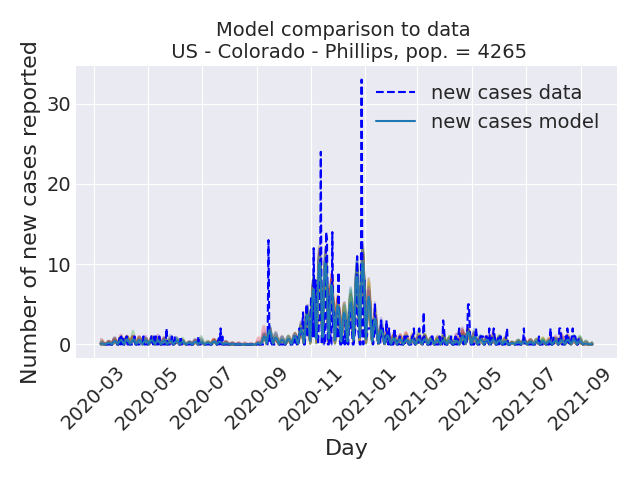 Model comparison to data
US - Colorado - Phillips, pop. = 4265
Number of new cases reported
30
20
10
0
new cases data
new cases model
2020-03
2020-05
2020-07
2020-09
2020-11
2021-01
2021-03
2021-05
2021-07
2021-09
Day